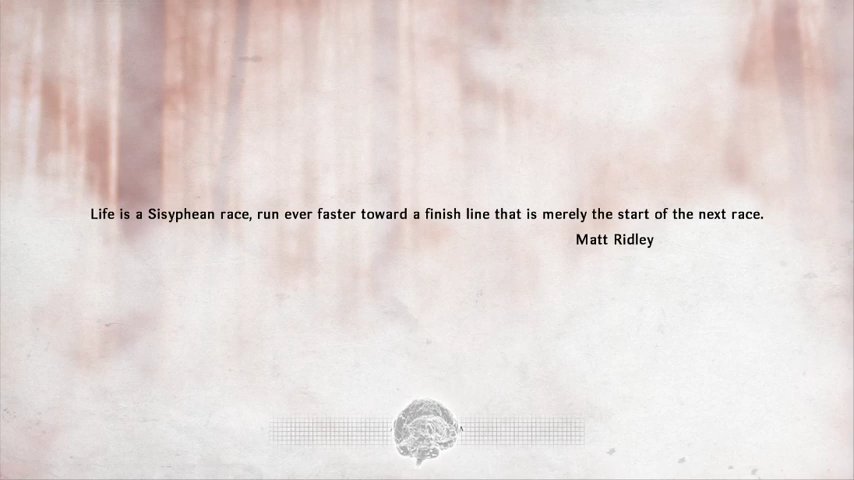 Life is a Sisyphean race, run ever faster toward a finish line that is merely the start of the next race.
Matt Ridley